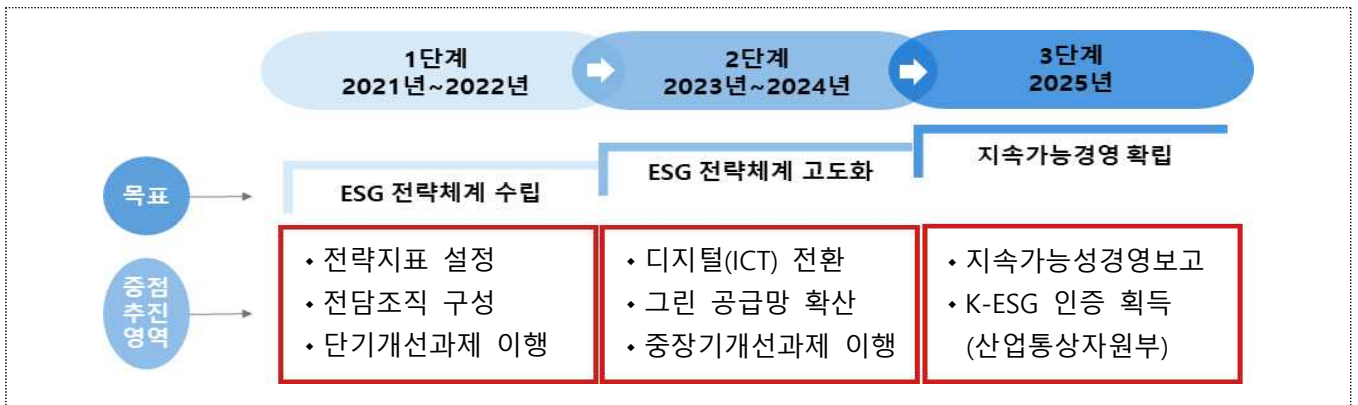 1단계
2021년~2022년
2단계
2023년~2024년
3단계
2025년
목표
ESG 전략체계 수립
ESG 전략체계 고도화
지속가능경영 확립
중점
추진
영역
• 전략지표 설정
• 전담조직 구성
• 단기개선과제 이행
• 디지털(ICT) 전환
• 그린 공급망 확산
• 중장기개선과제 이행
• 지속가능성경영보고
• K-ESG 인증 획득
(산업통상자원부)